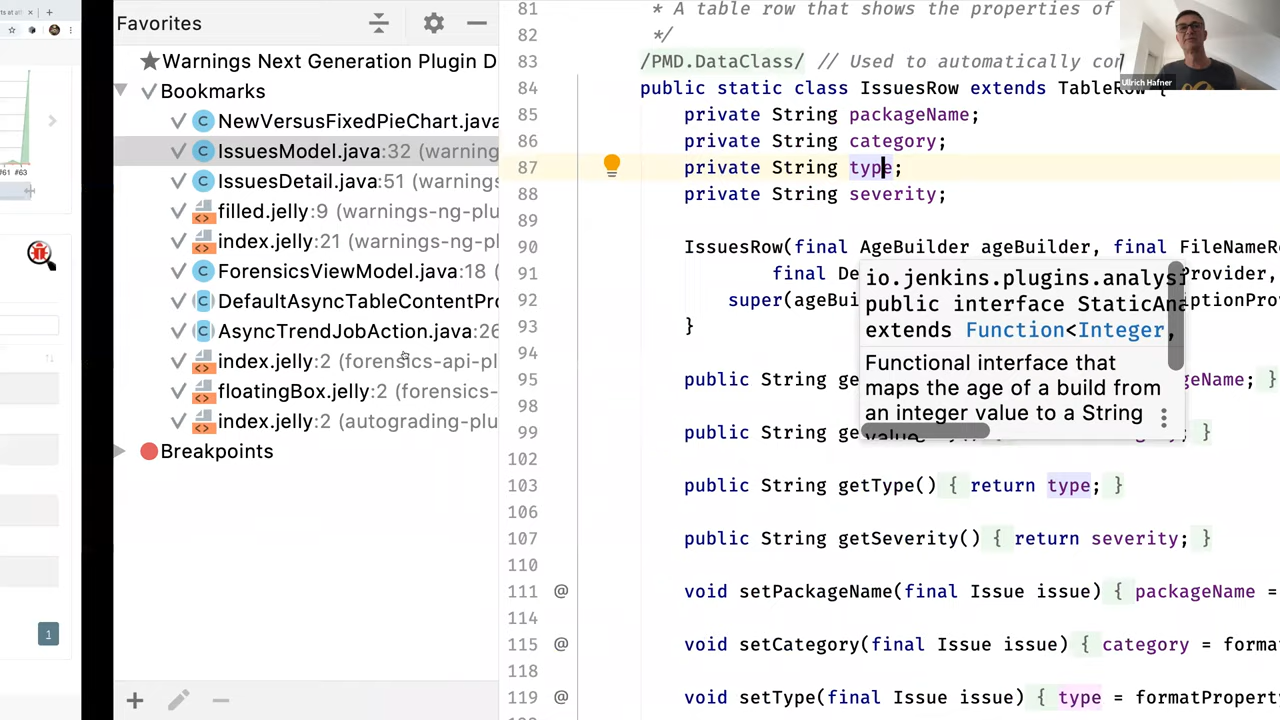 Favorites
Warnings Next Generation Plugin D
Bookmarks
NewVersusFixedPieChart.java
IssuesModel.java:32 (warning
IssuesDetail.java:51 (warning
filled.jelly:9 (warnings-ng-plu
index.jelly:21 (warnings-ng-pl
ForensicsViewModel.java:18
DefaultAsyncTableContentPro
AsyncTrendJobAction.java:26
index.jelly:2 (forensics-api-pl
floatingBox.jelly:2 (forensics-
index.jelly:2 (autograding-plu
Breakpoints
#61 #63
1
81 * A table row that shows the properties of
82 */
83 /PMD.DataClass/ // Used to automatically con
84 public static class IssuesRow extends TableRow {
85 private String packageName;
86 private String category;
87 private String type;
88 private String severity;
89
90 IssuesRow(final AgeBuilder ageBuilder, final FileNameRe
91 final De Provider,
92 super(ageBui iptionPro
93 }
94
95 public String ge geName; }
98
99 public String ge }
102
103 public String getType() { return type; }
106
107 public String getSeverity() { return severity; }
110
111 @ void setPackageName(final Issue issue) { packageName =
114
115 @ void setCategory(final Issue issue) { category = forma
118
119 @ void setType(final Issue issue) { type = formatProperty
io.jenkins.plugins.analysi
public interface StaticAna
extends Function<Integer,
Functional interface that
maps the age of a build from
an integer value to a String
value
Ullrich Hafner